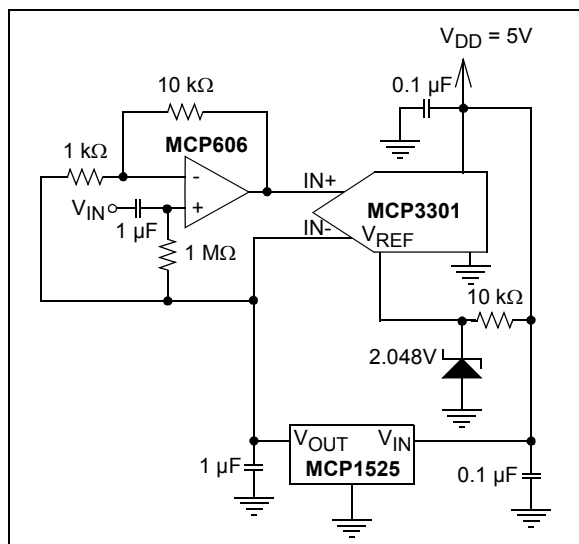 V_DD = 5V
0.1 µF
10 kΩ
MCP606
1 kΩ
-
IN+
MCP3301
V_IN
+
1 µF
IN-
V_REF
1 MΩ
10 kΩ
2.048V
V_OUT V_IN
1 µF
MCP1525
0.1 µF